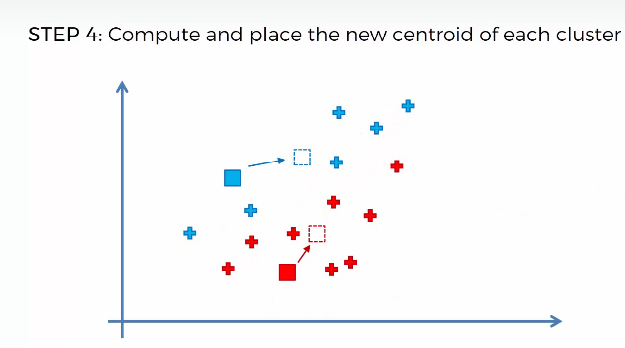 STEP 4: Compute and place the new centroid of each cluster